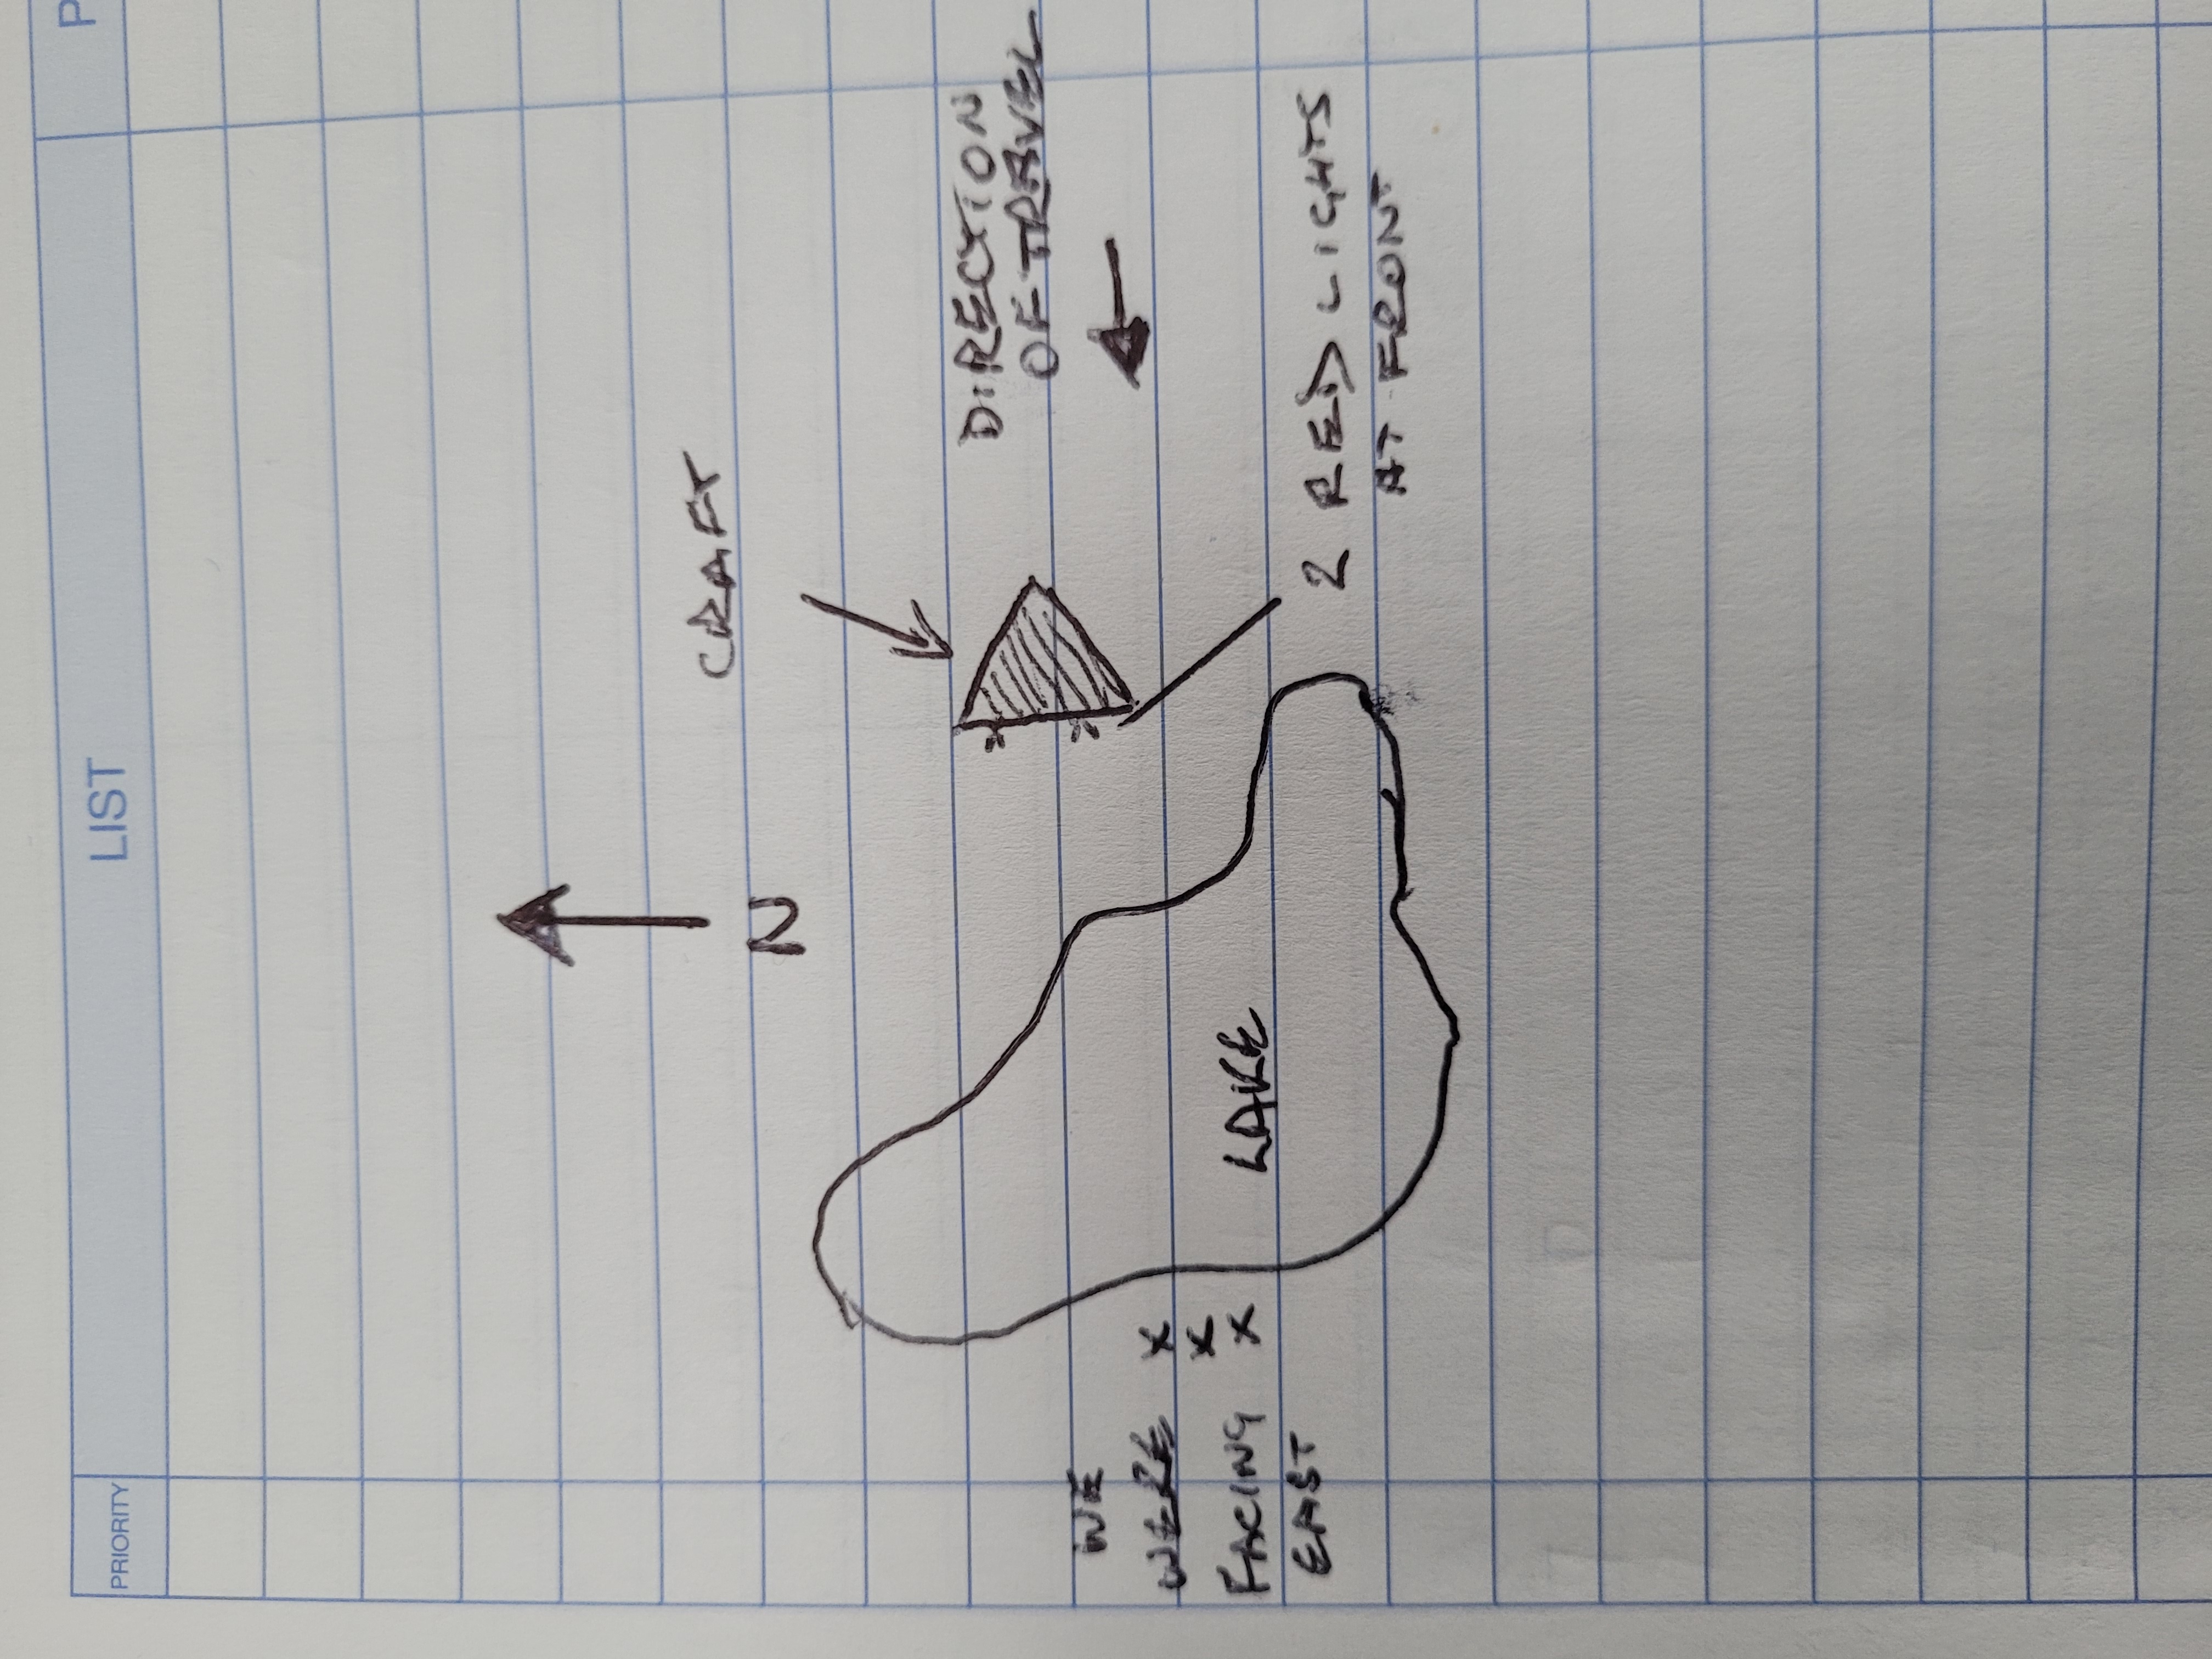 PRIORITY
LIST
P
N
CRAFT
DIRECTION
OF TRAVEL
WE
WERE X
X
FACING X
EAST
LAKE
2 RED LIGHTS
AT FRONT